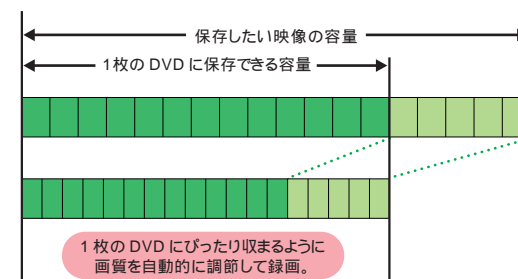 保存したい映像の容量
1枚の DVD に保存できる容量
1 枚の DVD にぴったり収まるように
画質を自動的に調節して録画。